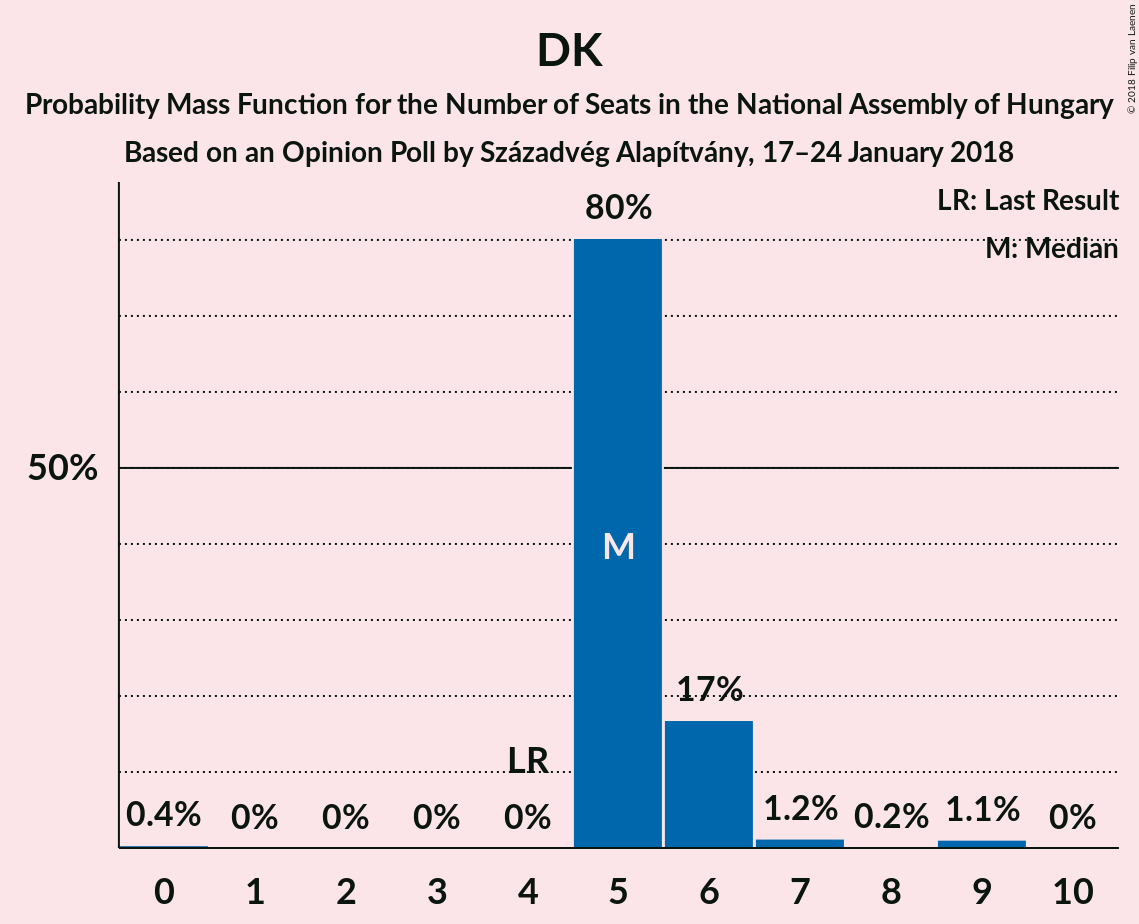 DK
Probability Mass Function for the Number of Seats in the National Assembly of Hungary
Based on an Opinion Poll by Századvég Alapítvány, 17–24 January 2018
© 2018 Filip van Laenen
LR: Last Result
M: Median
80%
50%
M
17%
LR
0.4% 0% 0% 0% 0% 1.2% 0.2% 1.1% 0%
0 1 2 3 4 5 6 7 8 9 10